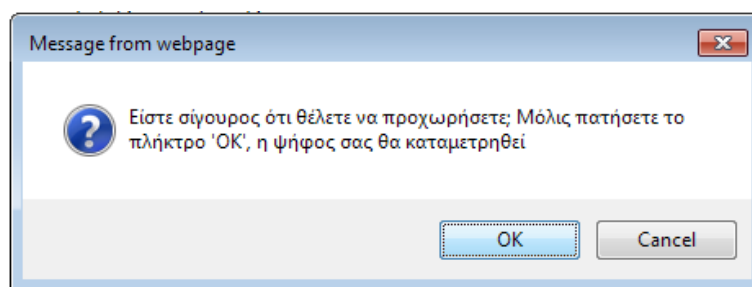 Message from webpage
Είστε σίγουρος ότι θέλετε να προχωρήσετε; Μόλις πατήσετε το
πλήκτρο 'OK', η ψήφος σας θα καταμετρηθεί
OK
Cancel